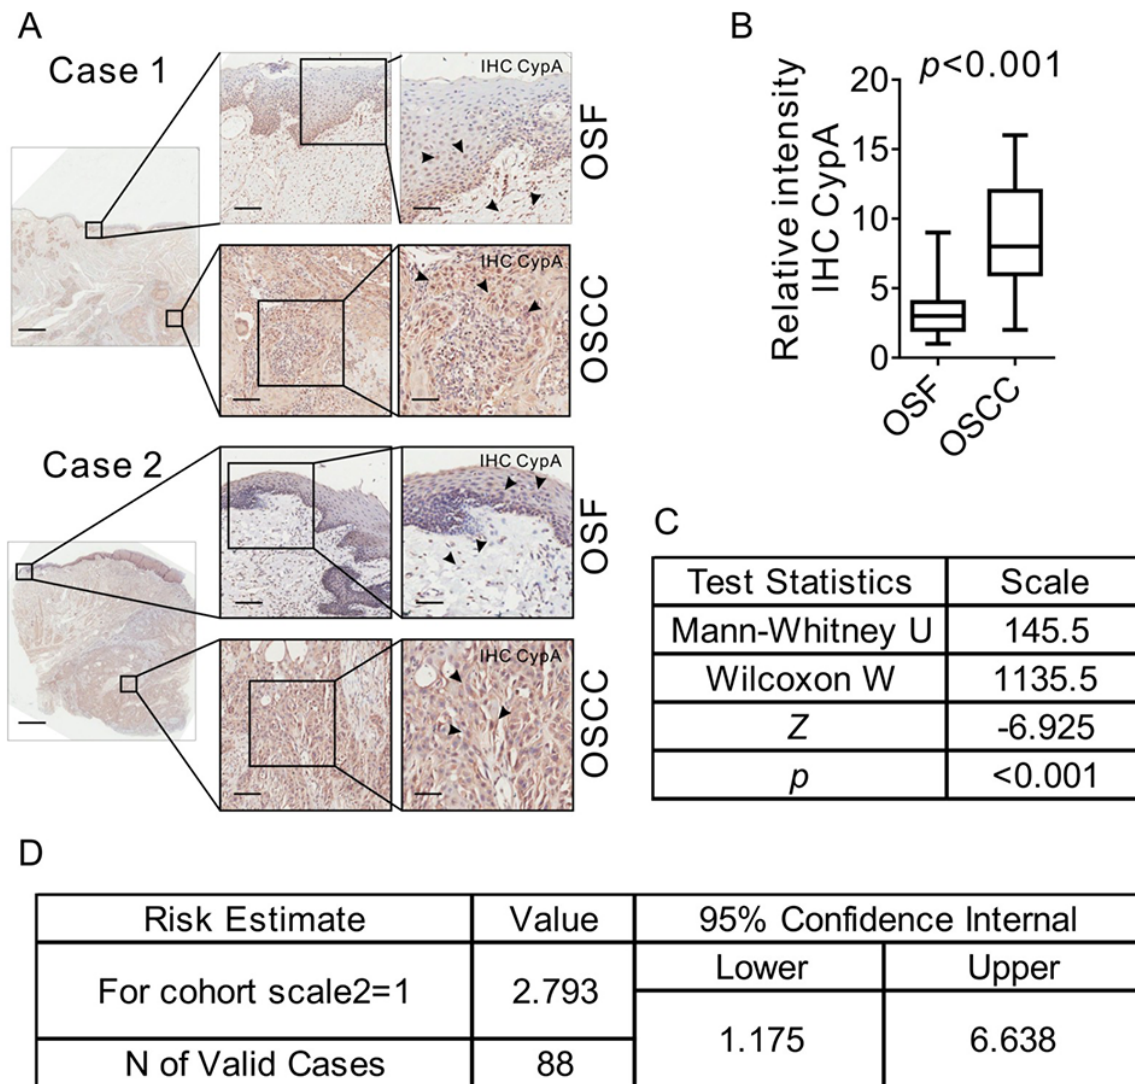 A
Case 1
IHC CypA
OSF
IHC CypA
OSCC
Case 2
IHC CypA
OSF
IHC CypA
OSCC
B
p<0.001
Relative intensity
IHC CypA
20
15
10
5
0
OSF
OSCC
C
Test Statistics Scale
Mann-Whitney U 145.5
Wilcoxon W 1135.5
Z -6.925
p <0.001
D
Risk Estimate Value 95% Confidence Internal
Lower Upper
For cohort scale2=1 2.793
1.175 6.638
N of Valid Cases 88